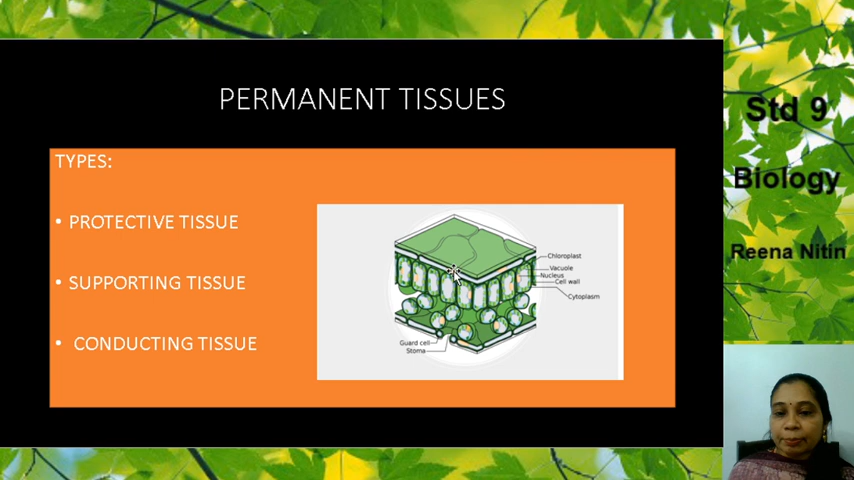 PERMANENT TISSUES
TYPES:
• PROTECTIVE TISSUE
• SUPPORTING TISSUE
• CONDUCTING TISSUE
Chloroplast
Vacuole
Nucleus
Cell wall
Cytoplasm
Guard cell
Stoma
Std 9
Biology
Reena Nitin